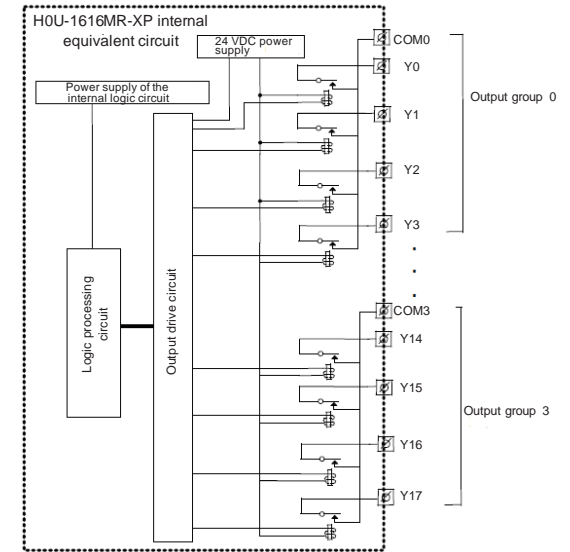 H0U-1616MR-XP internal
equivalent circuit
24 VDC power
supply
Power supply of the
internal logic circuit
Logic processing
circuit
Output drive circuit
COM0
Y0
Y1
Y2
Y3
Output group 0
COM3
Y14
Y15
Y16
Y17
Output group 3